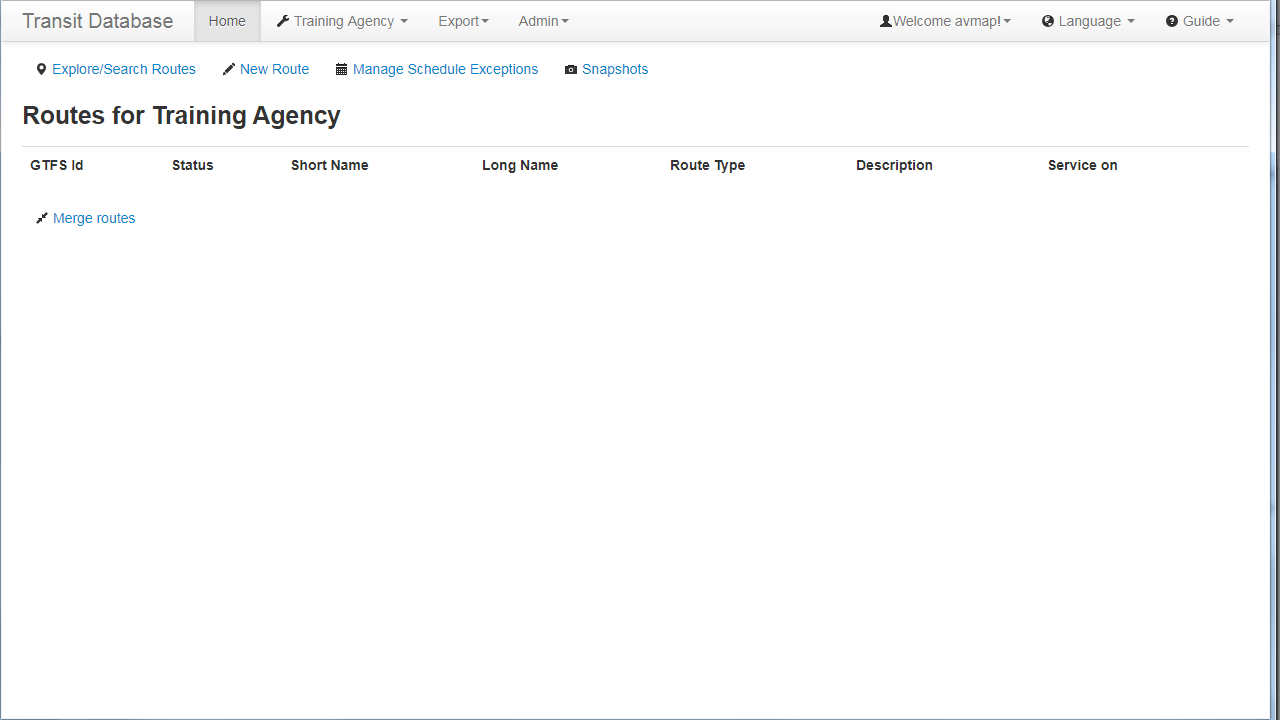 Transit Database Home Training Agency Export Admin Welcome avmap! Language Guide
Explore/Search Routes New Route Manage Schedule Exceptions Snapshots
Routes for Training Agency
GTFS Id Status Short Name Long Name Route Type Description Service on
Merge routes